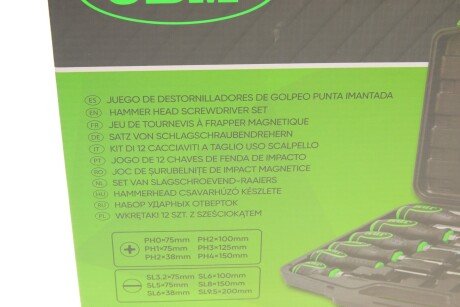 JBM
ES JUEGO DE DESTORNILLADORES DE GOLPEO PUNTA IMANTADA
EN HAMMER HEAD SCREWDRIVER SET
FR JEU DE TOURNEVIS À FRAPPER MAGNETIQUE
DE SATZ VON SCHLAGSCHRAUBENDREHERN
IT KIT DI 12 CACCIAVITI A TAGLIO USO SCALPELLO
PT JOGO DE 12 CHAVES DE FENDA DE IMPACTO
RO JOC DE SURUBELNIȚE DE IMPACT MAGNETICE
NL SET VAN SLAGSCHROEVEND-RAAIERS
HU HAMMERHEAD CSAVARHÚZÓ KÉSZLETE
RU НАБОР УДАРНЫХ ОТВЕРТОК
PL WKRĘTAKI 12 SZT. Z SZEŚCIOKĄTEM
PH0×75mm PH2×100mm
PH1×75mm PH3×125mm
PH2×38mm PH4×150mm
SL3.2×75mm SL6×100mm
SL5×75mm SL8×150mm
SL6×38mm SL9.5×200mm